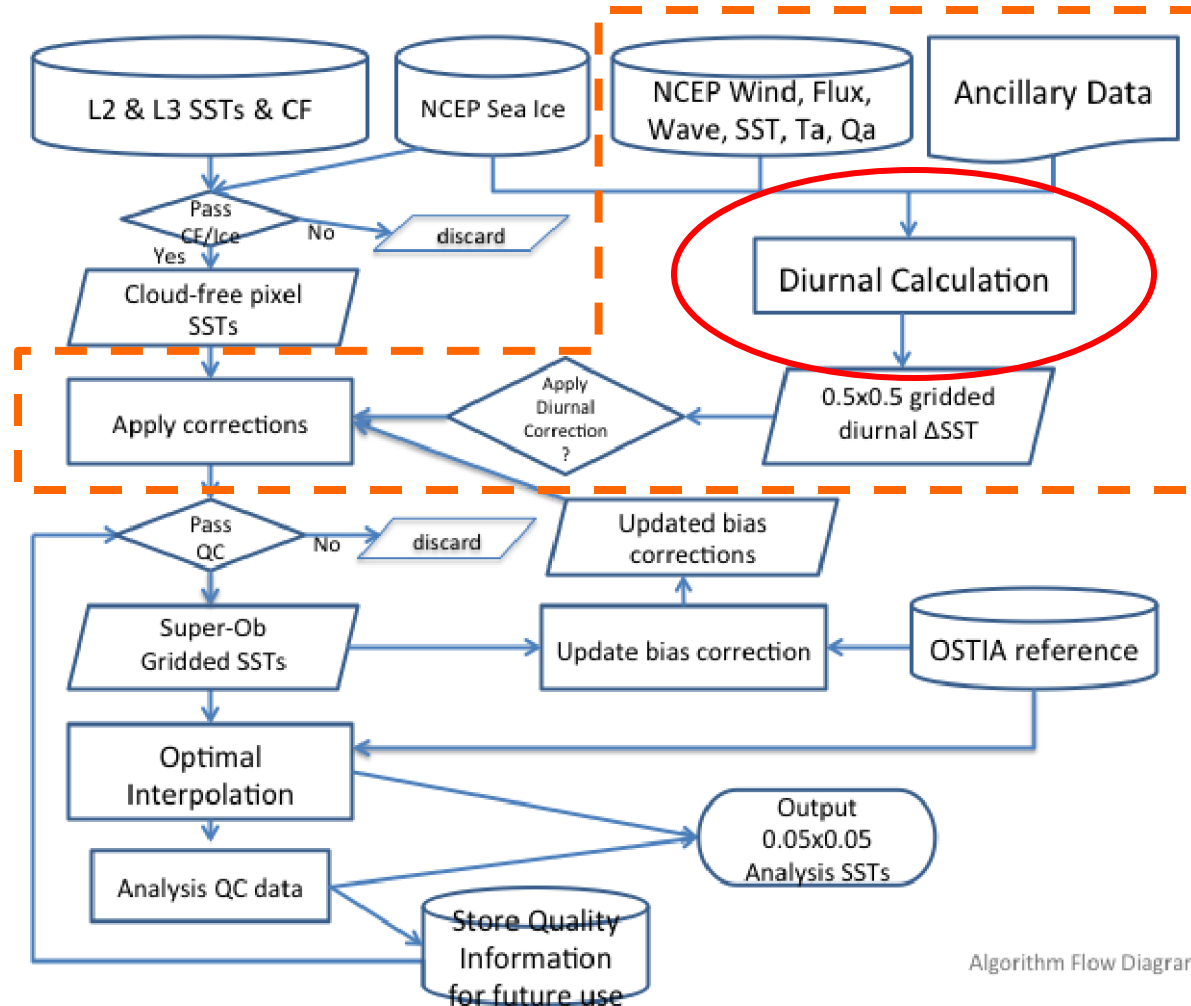 L2 & L3 SSTs & CF
NCEP Sea Ice
NCEP Wind, Flux,
Wave, SST, Ta, Qa
Ancillary Data
Pass
CF/Ice
No
discard
Yes
Cloud-free pixel
SSTs
Diurnal Calculation
Apply corrections
Apply
Diurnal
Correction
?
0.5x0.5 gridded
diurnal ΔSST
Pass
QC
No
discard
Updated bias
corrections
Super-Ob
Gridded SSTs
Update bias correction
OSTIA reference
Optimal
Interpolation
Output
0.05x0.05
Analysis SSTs
Analysis QC data
Store Quality
Information
for future use
Algorithm Flow Diagrar